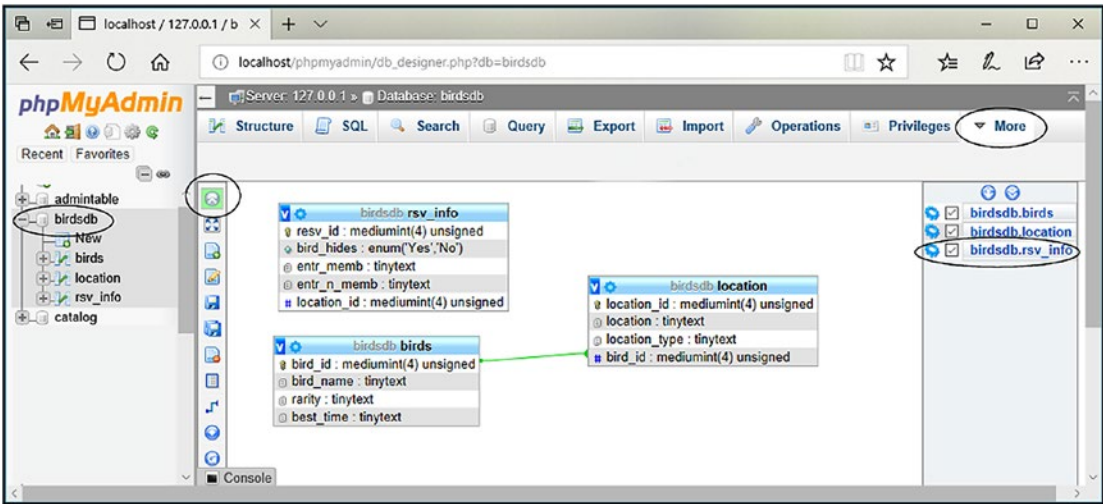 localhost / 127.0.0.1 / b
localhost/phpmyadmin/db_designer.php?db=birdsdb
phpMyAdmin
Recent Favorites
admintable
birdsdb
New
birds
location
rsv_info
catalog
Server: 127.0.0.1 » Database: birdsdb
Structure SQL Search Query Export Import Operations Privileges More
birdsdb rsv_info
resv_id : mediumint(4) unsigned
bird_hides : enum('Yes','No')
entr_memb : tinytext
entr_n_memb : tinytext
location_id : mediumint(4) unsigned
birdsdb birds
bird_id : mediumint(4) unsigned
bird_name : tinytext
rarity : tinytext
best_time : tinytext
birdsdb location
location_id : mediumint(4) unsigned
location : tinytext
location_type : tinytext
bird_id : mediumint(4) unsigned
birdsdb.birds
birdsdb.location
birdsdb.rsv_info
Console